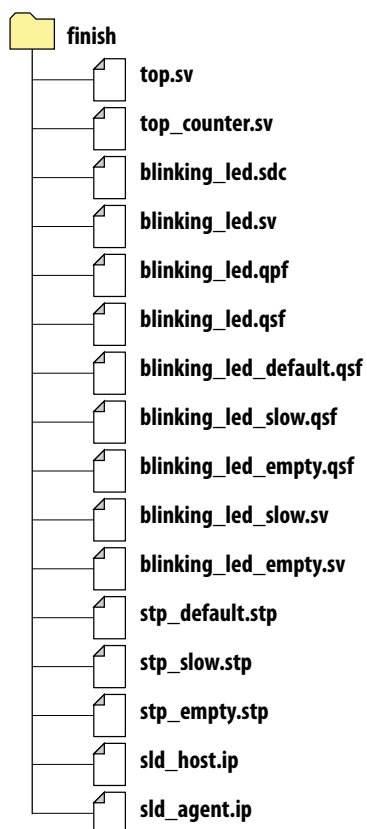 finish
top.sv
top_counter.sv
blinking_led.sdc
blinking_led.sv
blinking_led.qpf
blinking_led.qsf
blinking_led_default.qsf
blinking_led_slow.qsf
blinking_led_empty.qsf
blinking_led_slow.sv
blinking_led_empty.sv
stp_default.stp
stp_slow.stp
stp_empty.stp
sld_host.ip
sld_agent.ip